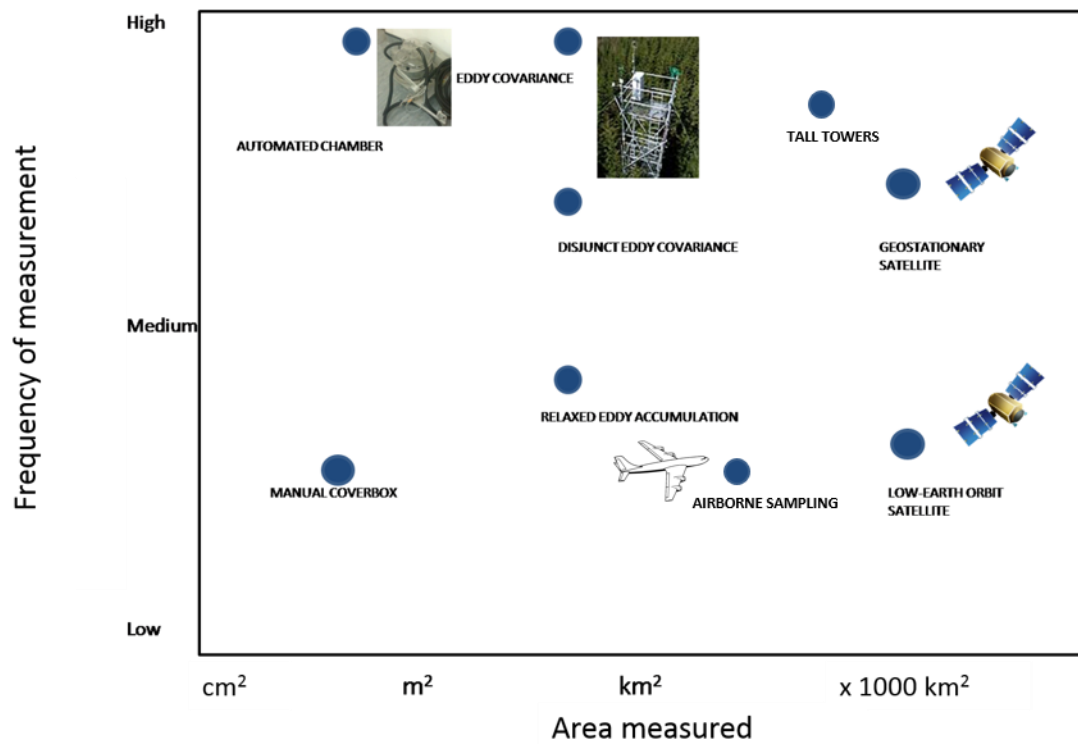 High
EDDY COVARIANCE
AUTOMATED CHAMBER
TALL TOWERS
DISJUNCT EDDY COVARIANCE
GEOSTATIONARY
SATELLITE
Frequency of measurement
Medium
RELAXED EDDY ACCUMULATION
MANUAL COVERBOX
AIRBORNE SAMPLING
LOW-EARTH ORBIT
SATELLITE
Low
cm²
m²
km²
x 1000 km²
Area measured